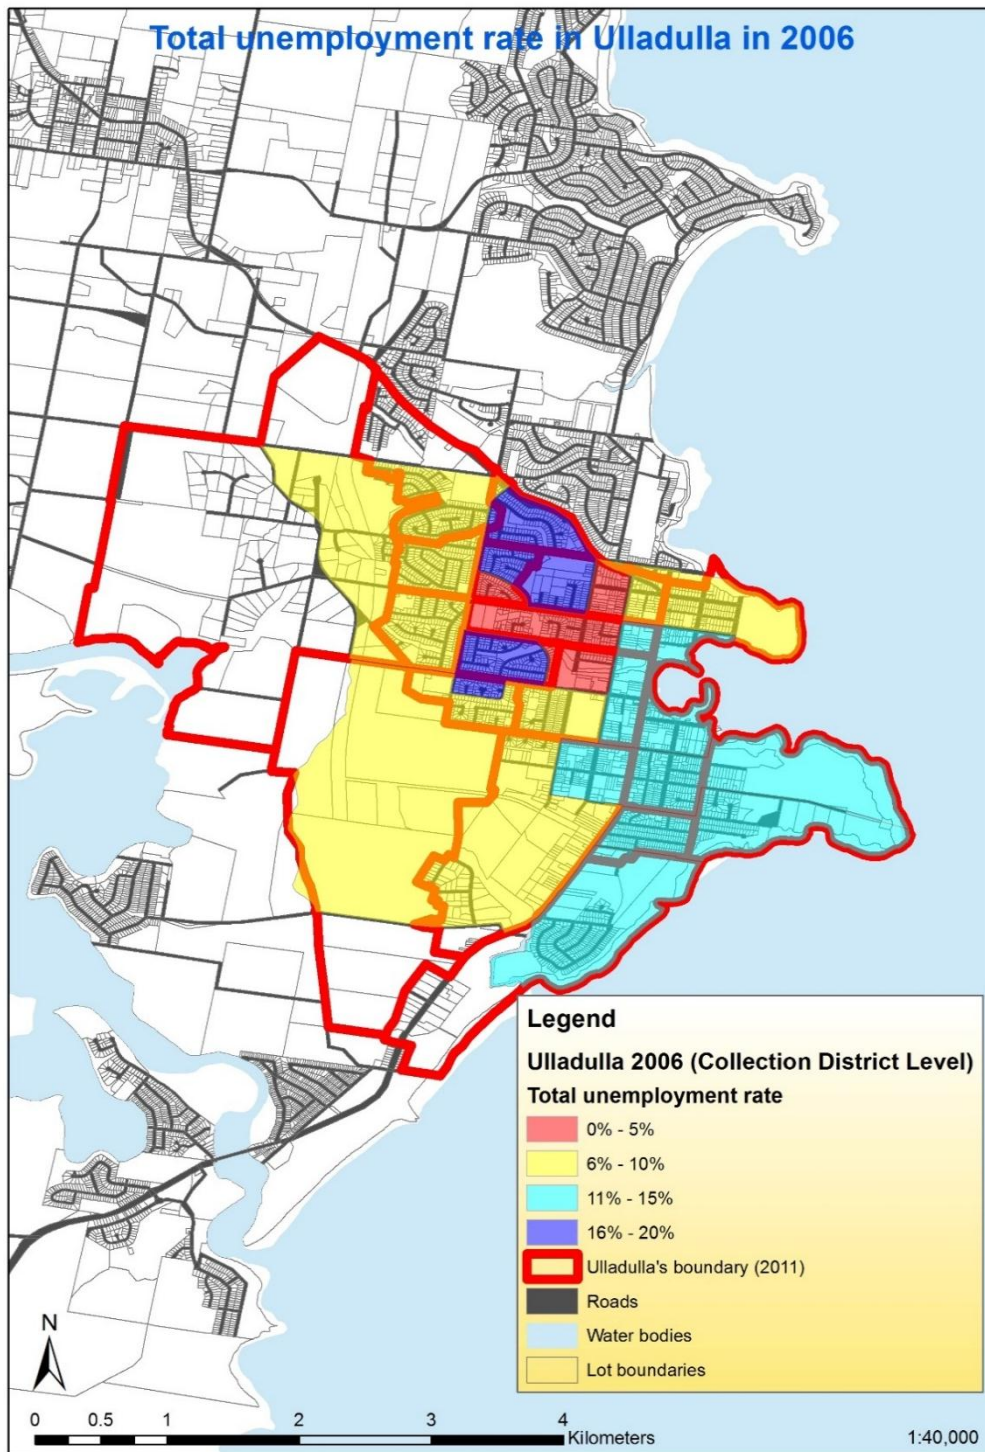 Total unemployment rate in Ulladulla in 2006
Legend
Ulladulla 2006 (Collection District Level)
Total unemployment rate
0% - 5%
6% - 10%
11% - 15%
16% - 20%
Ulladulla's boundary (2011)
Roads
Water bodies
Lot boundaries
N
0 0.5 1 2 3 4
Kilometers
1:40,000